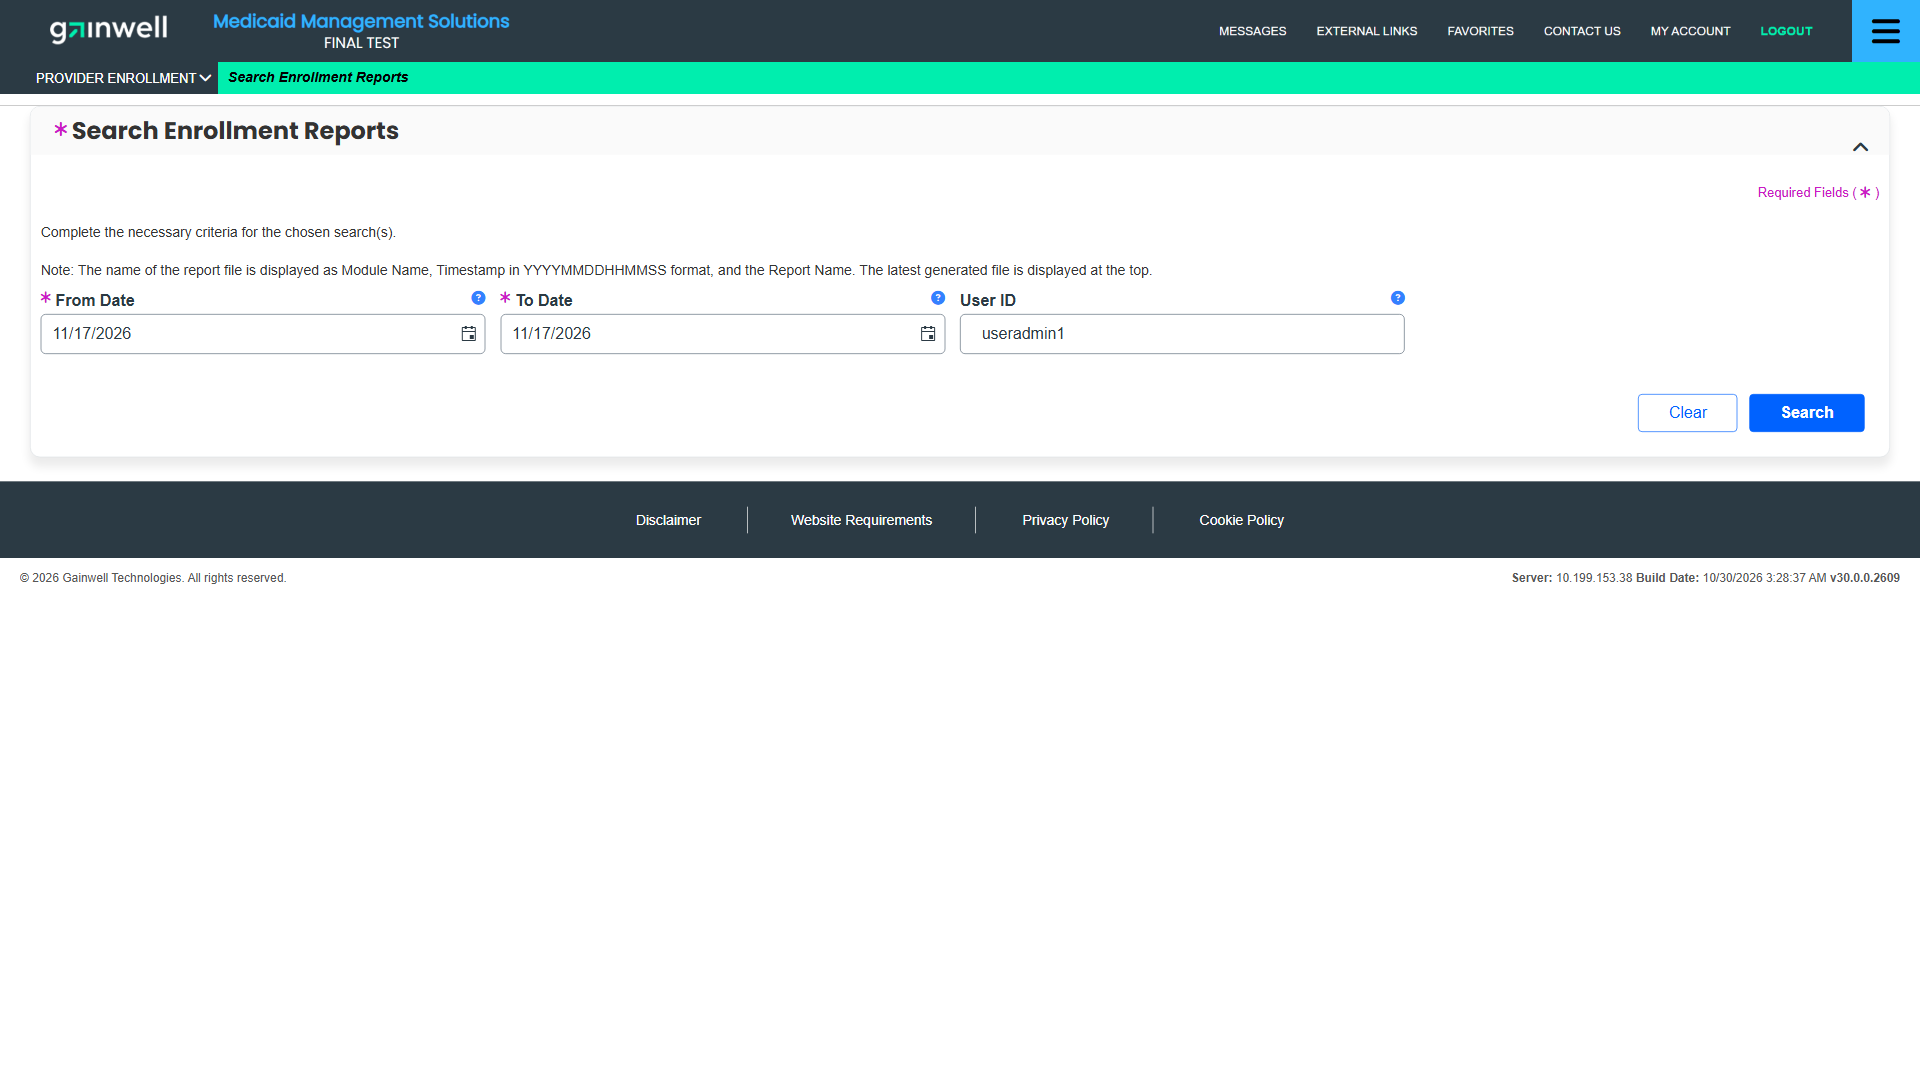 gainwell
Medicaid Management Solutions
FINAL TEST
MESSAGES EXTERNAL LINKS FAVORITES CONTACT US MY ACCOUNT LOGOUT
PROVIDER ENROLLMENT Search Enrollment Reports
* Search Enrollment Reports
Required Fields ( * )
Complete the necessary criteria for the chosen search(s).
Note: The name of the report file is displayed as Module Name, Timestamp in YYYYMMDDHHMMSS format, and the Report Name. The latest generated file is displayed at the top.
* From Date ? * To Date ? User ID ?
11/17/2026 11/17/2026 useradmin1
Clear Search
Disclaimer Website Requirements Privacy Policy Cookie Policy
© 2026 Gainwell Technologies. All rights reserved. Server: 10.199.153.38 Build Date: 10/30/2026 3:28:37 AM v30.0.0.2609